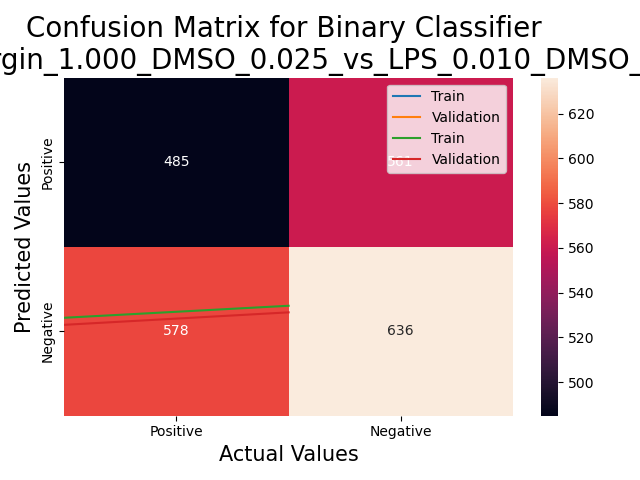 Confusion Matrix for Binary Classifier
rgin_1.000_DMSO_0.025_vs_LPS_0.010_DMSO_
Train
Validation
Train
Validation
485
561
578
636
Positive
Negative
Predicted Values
Positive
Negative
Actual Values
620
600
580
560
540
520
500